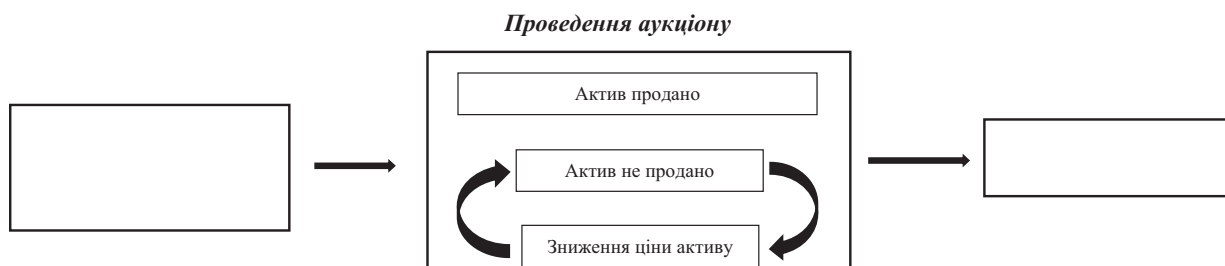 Проведення аукціону
Актив продано
Актив не продано
Зниження ціни активу